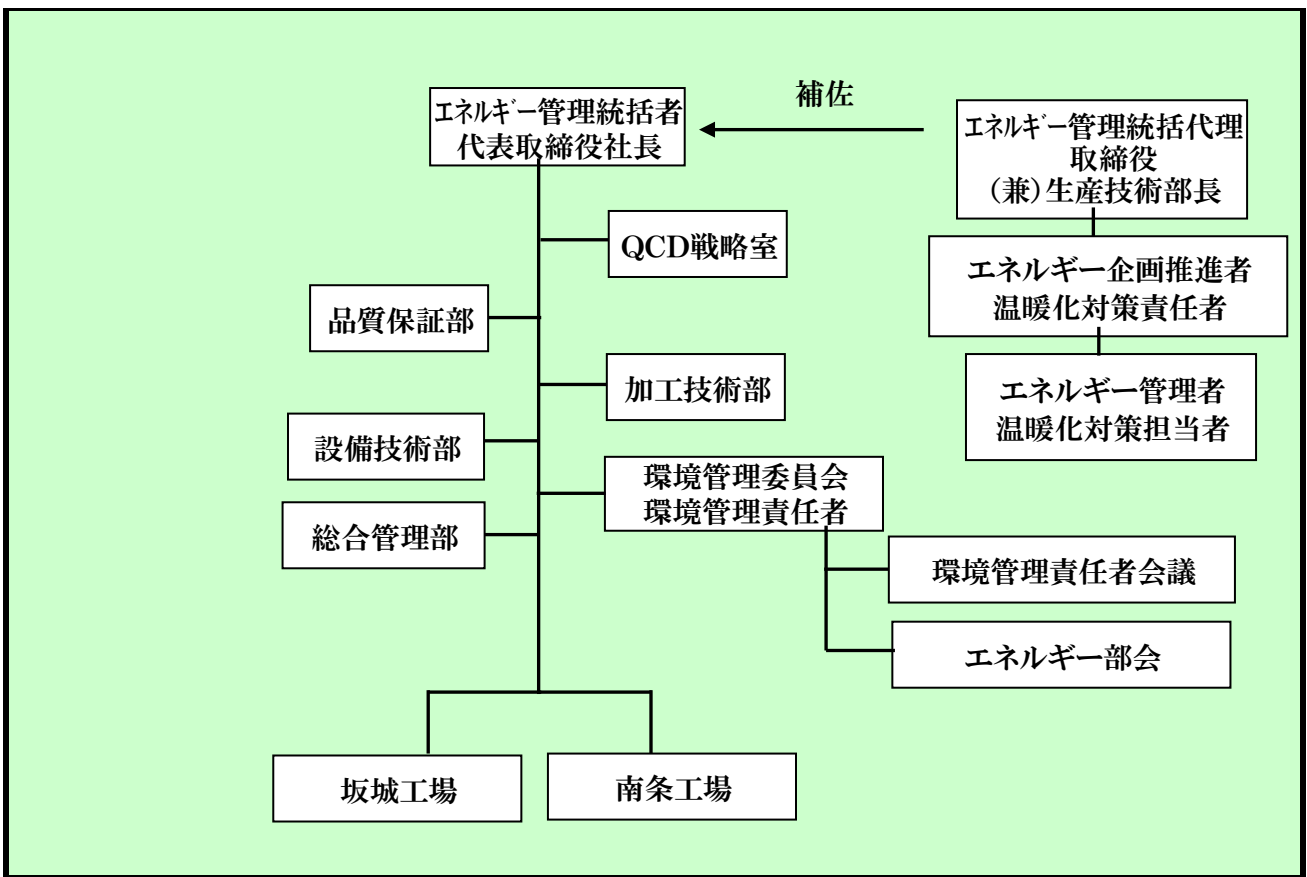 補佐
エネルギー管理統括者
代表取締役社長
エネルギー管理統括代理
取締役
(兼)生産技術部長
QCD戦略室
エネルギー企画推進者
温暖化対策責任者
品質保証部
加工技術部
エネルギー管理者
温暖化対策担当者
設備技術部
環境管理委員会
環境管理責任者
総合管理部
環境管理責任者会議
エネルギー部会
坂城工場
南条工場